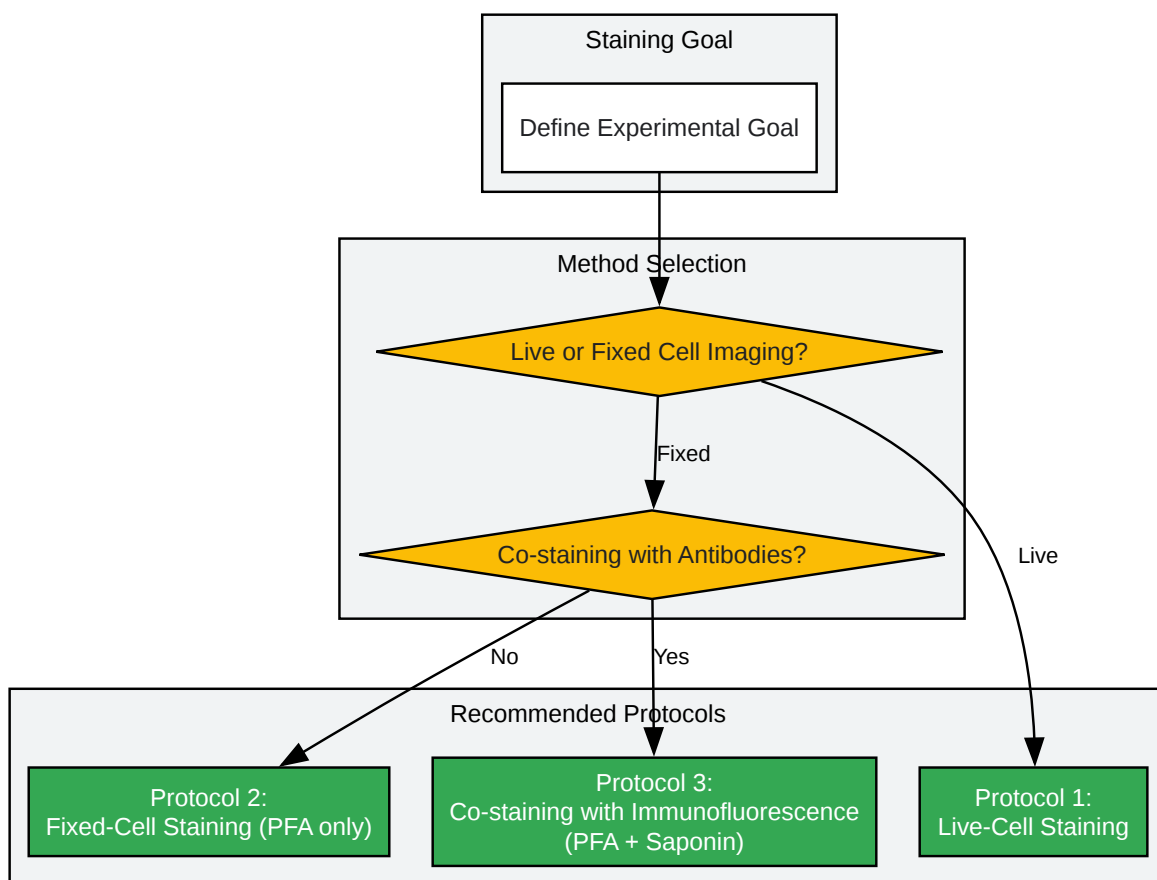 Staining Goal
Define Experimental Goal
Method Selection
Live or Fixed Cell Imaging?
Fixed
Co-staining with Antibodies?
Live
No
Yes
Recommended Protocols
Protocol 2:
Fixed-Cell Staining (PFA only)
Protocol 3:
Co-staining with Immunofluorescence
(PFA + Saponin)
Protocol 1:
Live-Cell Staining